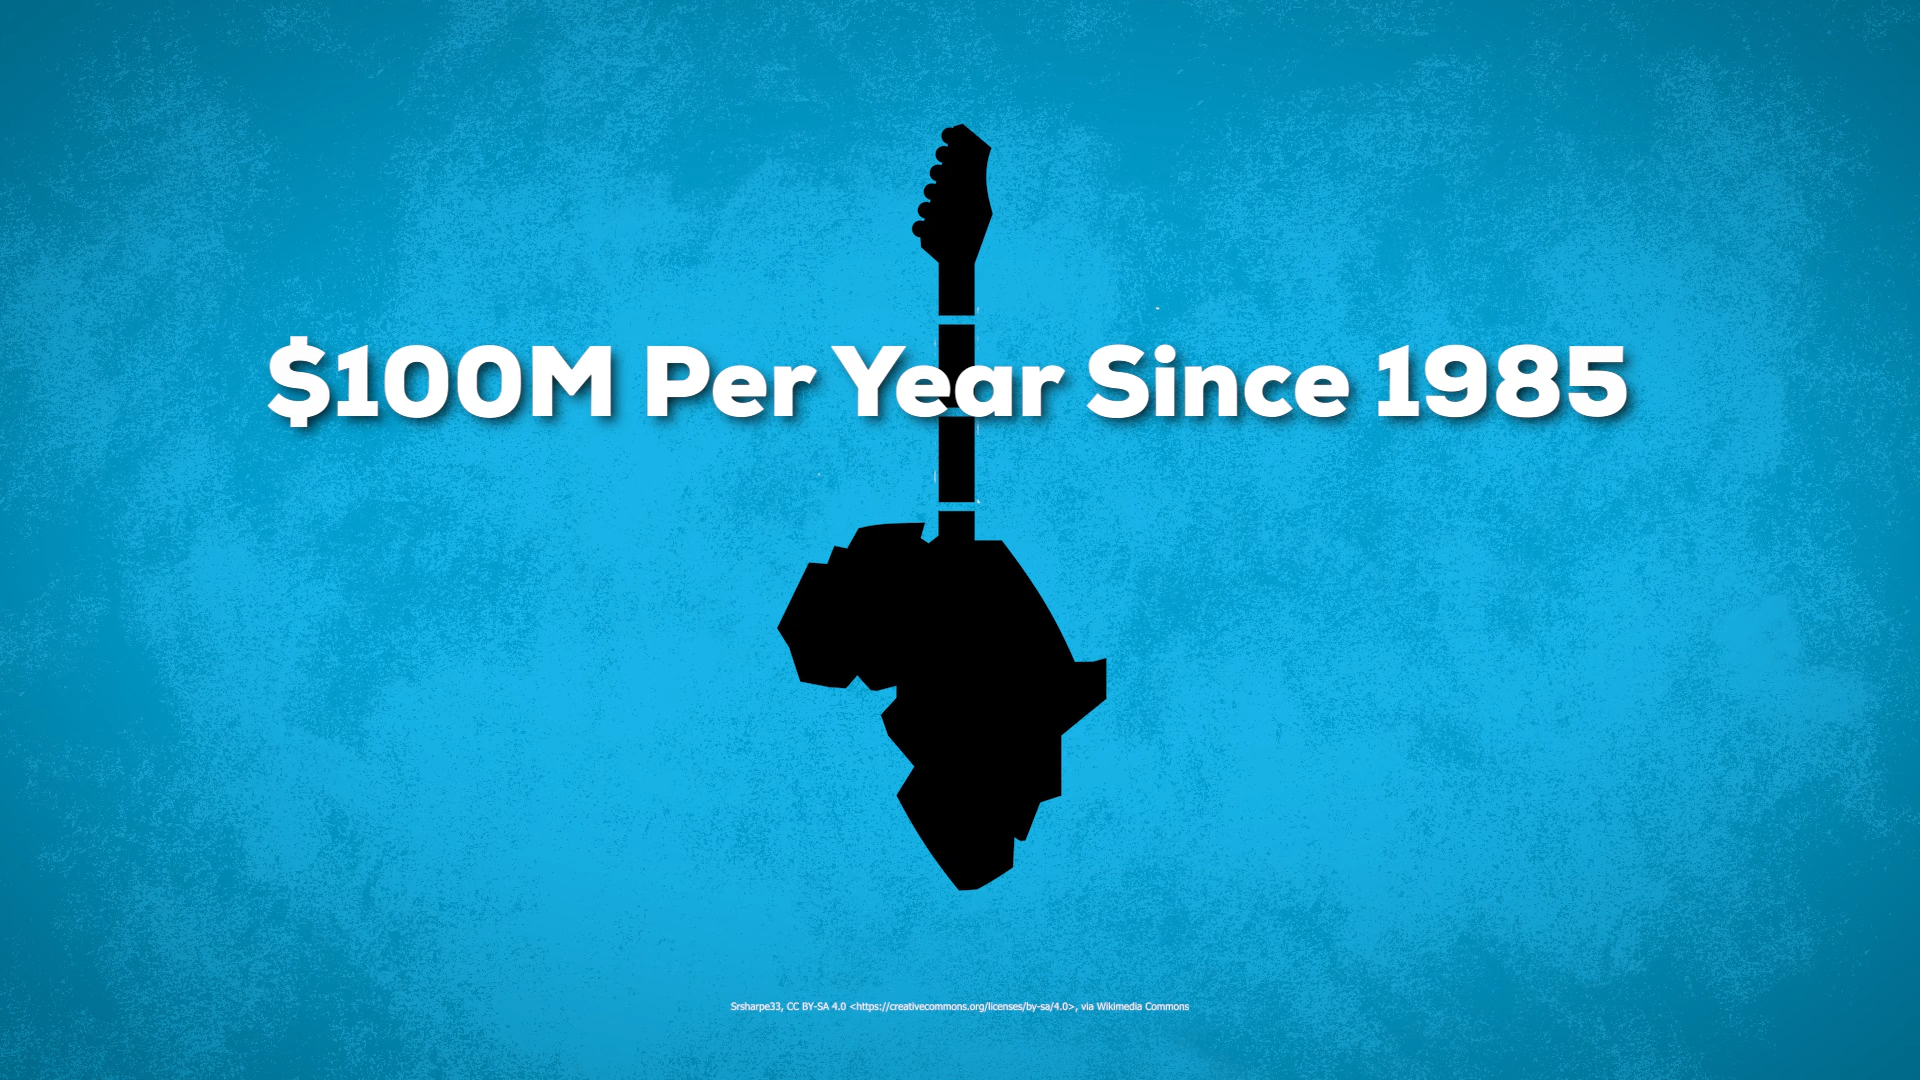 $100M Per Year Since 1985
Srsharpe33, CC BY-SA 4.0 <https://creativecommons.org/licenses/by-sa/4.0>, via Wikimedia Commons